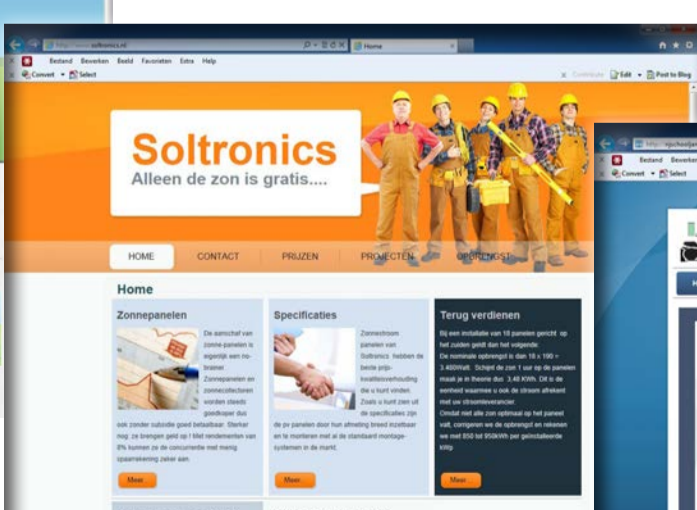 http://www.soltronics.nl
Home
Bestand Bewerken Beeld Favorieten Extra Help
Convert Select
Edit Post to Blog
Soltronics
Alleen de zon is gratis....
HOME CONTACT PRIJZEN PROJECTEN OPBRENGST
Home
Zonnepanelen
De aanschaf van
zonne-panelen is
eigenlijk een no-
brainer.
Zonnepanelen en
zonnecollectoren
worden steeds
goedkoper dus
ook zonder subsidie goed betaalbaar. Sterker
nog: ze brengen geld op ! Met rendementen van
8% kunnen ze de concurrentie met menig
spaarrekening zeker aan.
Meer...
Specificaties
Zonnestroom
panelen van
Soltronics hebben de
beste prijs-
kwaliteitsverhouding
die u kunt vinden.
Zoals u kunt zien uit
de specificaties zijn
de pv panelen door hun afmeting breed inzetbaar
en te monteren met al de standaard montage-
systemen in de markt.
Meer...
Terug verdienen
Bij een installatie van 18 panelen gericht op
het zuiden geldt dan het volgende:
De nominale opbrengst is dan 18 x 190 =
Schijnt de zon 1 uur op de panelen
maak je in theorie dus 3,48 KWh. Dit is de
eenheid waarmee u ook de stroom afrekent
met uw stroomleverancier.
Omdat niet alle zon optimaal op het paneel
valt, corrigeren we de opbrengst en rekenen
we met 850 tot 950kWh per geïnstalleerde
Meer...
Bestand Bewerken
Convert Select